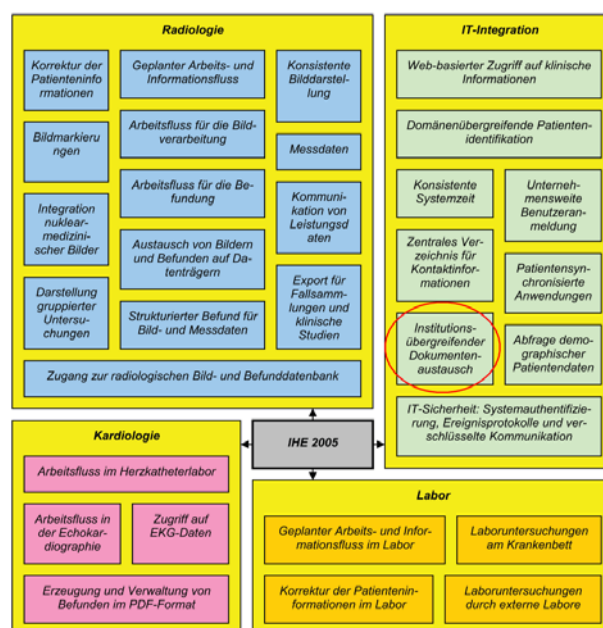 Radiologie
Korrektur der
Patienteninf
ormationen
Geplanter Arbeits- und
Informationsfluss
Konsistente
Bilddarstel-
lung
Bildmarkieru
ngen
Arbeitsfluss für die Bild-
verarbeitung
Messdaten
Arbeitsfluss für die Be-
fundung
Integration
nuklear-
medizini-
scher Bilder
Kommuni-
kation von
Leistungsd
aten
Austausch von Bildern
und Befunden auf Da-
tenträgern
Darstellung
gruppierter
Untersu-
chungen
Strukturierter Befund für
Bild- und Messdaten
Export für
Fallsamm-
lungen und
klinische
Studien
Zugang zur radiologischen Bild- und Befunddatenbank
IT-Integration
Web-basierter Zugriff auf klinische
Informationen
Domänenübergreifende Patienten-
identifikation
Konsistente
Systemzeit
Unterneh-
mensweite
Benutzeran-
meldung
Zentrales Ver-
zeichnis für
Kontaktinfor-
mationen
Patientensyn-
chronisierte
Anwendungen
Institutions-
übergreifender
Dokumenten-
austausch
Abfrage demo-
graphischer
Patientendaten
IT-Sicherheit: Systemauthentifizie-
rung, Ereignisprotokolle und ver-
schlüsselte Kommunikation
IHE 2005
Kardiologie
Arbeitsfluss im Herzkatheterlabor
Arbeitsfluss in
der Echokar-
diographie
Zugriff auf
EKG-Daten
Erzeugung und Verwaltung von
Befunden im PDF-Format
Labor
Geplanter Arbeits- und Infor-
mationsfluss im Labor
Laboruntersuchungen
am Krankenbett
Korrektur der Patientenin-
formationen im Labor
Laboruntersuchungen
durch externe Labore